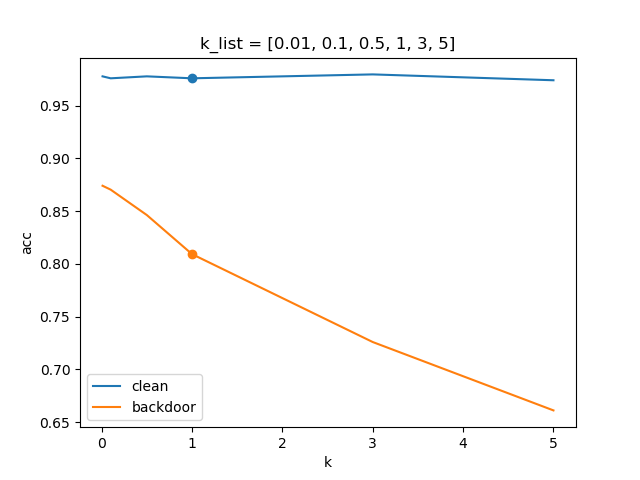 k_list = [0.01, 0.1, 0.5, 1, 3, 5]
acc
0.95
0.90
0.85
0.80
0.75
0.70
0.65
clean
backdoor
0 1 2 3 4 5
k